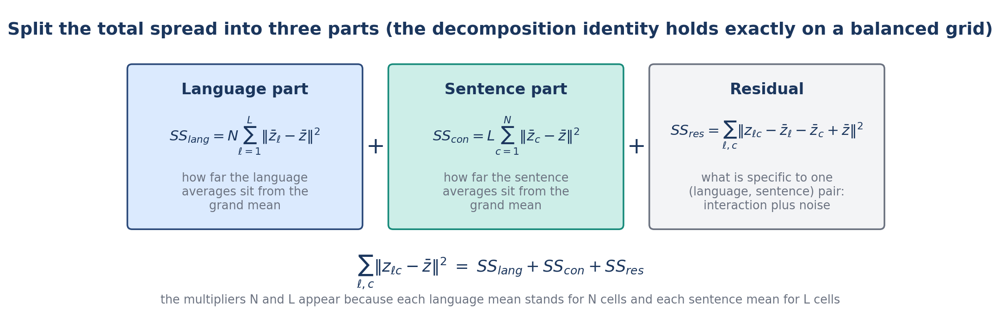 Split the total spread into three parts (the decomposition identity holds exactly on a balanced grid)
Language part
SS_lang = N ∑_{ℓ=1}^{L} ‖z̄_ℓ − z̄‖²
how far the language
averages sit from the
grand mean
+
Sentence part
SS_con = L ∑_{c=1}^{N} ‖z̄_c − z̄‖²
how far the sentence
averages sit from the
grand mean
+
Residual
SS_res = ∑_{ℓ,c} ‖z_{ℓc} − z̄_ℓ − z̄_c + z̄‖²
what is specific to one
(language, sentence) pair:
interaction plus noise
∑_{ℓ,c} ‖z_{ℓc} − z̄‖² = SS_lang + SS_con + SS_res
the multipliers N and L appear because each language mean stands for N cells and each sentence mean for L cells